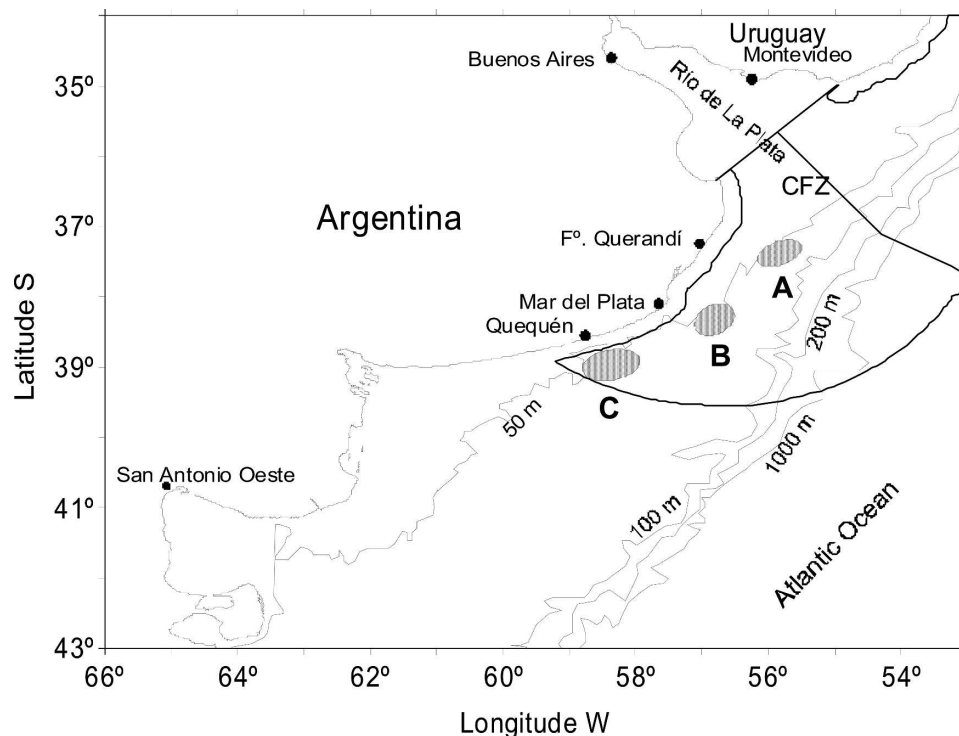 Uruguay
Montevideo
Buenos Aires
Río de La Plata
35º
CFZ
Argentina
37º
Fº. Querandí
A
Mar del Plata
Quequén
200 m
B
39º
C
50 m
1000 m
San Antonio Oeste
41º
100 m
Atlantic Ocean
43º
66º 64º 62º 60º 58º 56º 54º
Latitude S
Longitude W